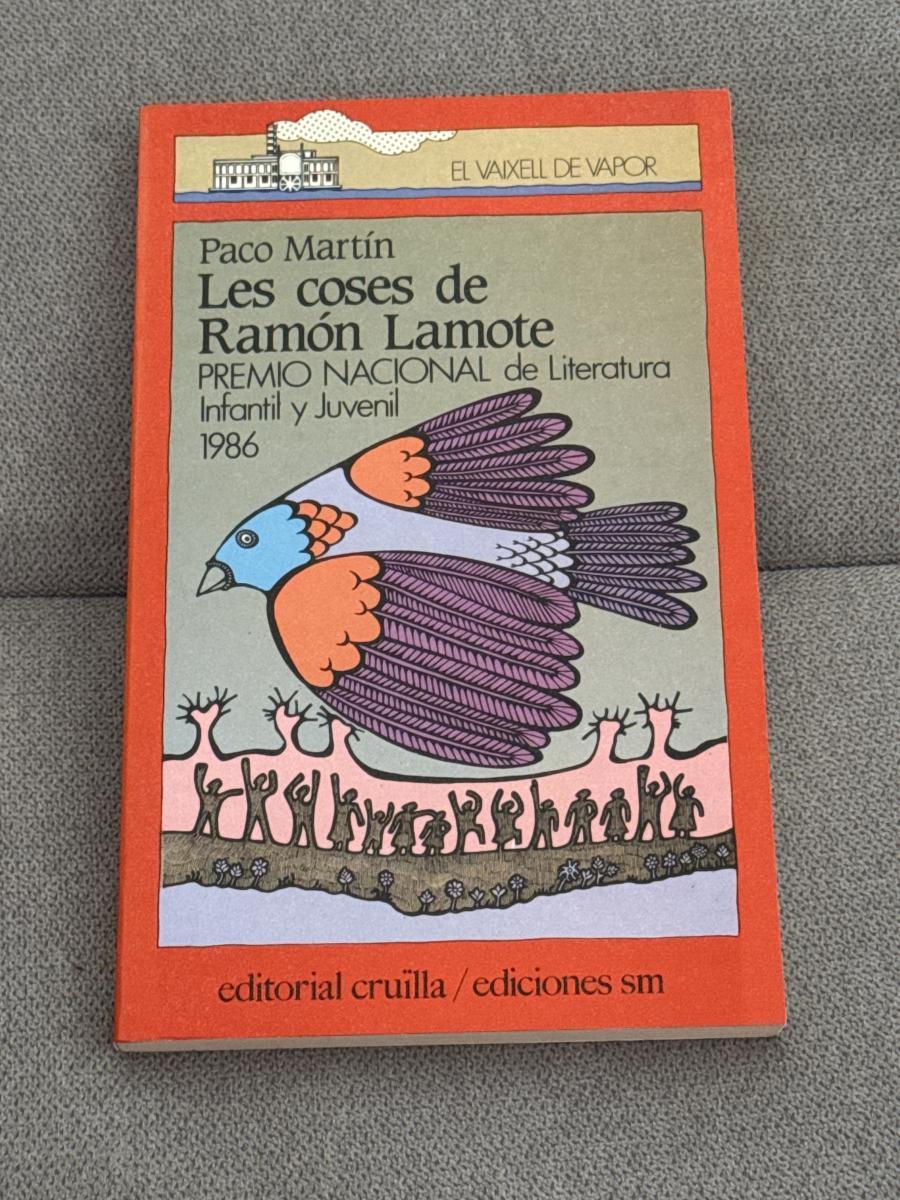 EL VAIXELL DE VAPOR
Paco Martín
Les coses de
Ramón Lamote
PREMIO NACIONAL de Literatura
Infantil y Juvenil
1986
editorial cruïlla / ediciones sm